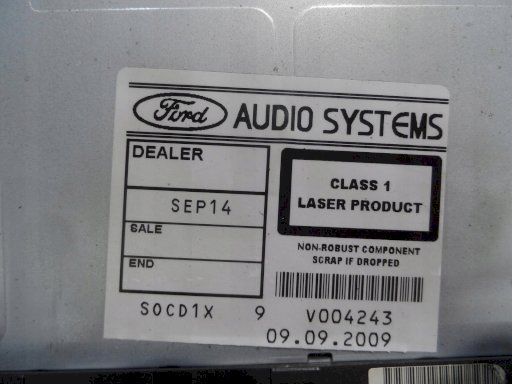 Ford AUDIO SYSTEMS
DEALER
SEP14
SALE
END
CLASS 1
LASER PRODUCT
NON-ROBUST COMPONENT
SCRAP IF DROPPED
SOCD1X 9 V004243
09.09.2009